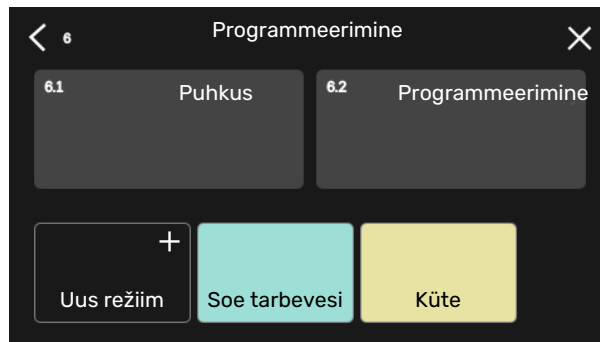 6 Programmeerimine
6.1 Puhkus
6.2 Programmeerimine
Uus režiim
Soe tarbevesi
Küte